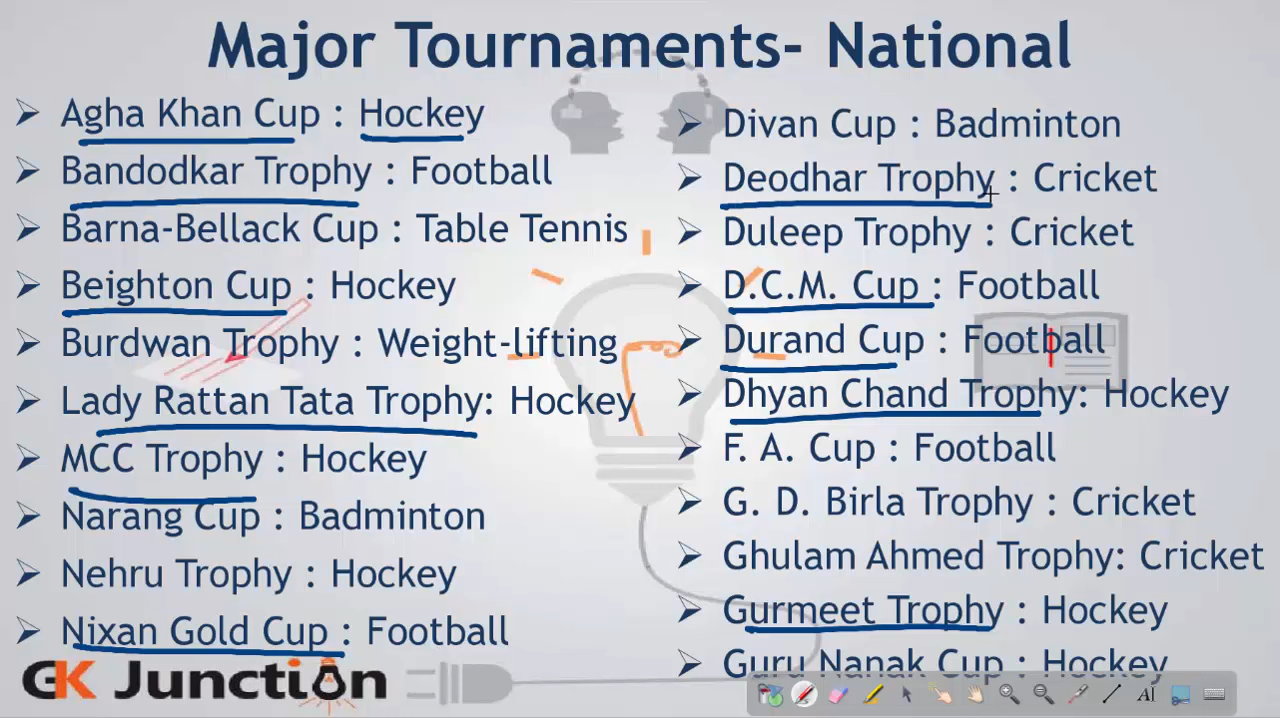 Major Tournaments- National
Agha Khan Cup : Hockey
Bandodkar Trophy : Football
Barna-Bellack Cup : Table Tennis
Beighton Cup : Hockey
Burdwan Trophy : Weight-lifting
Lady Rattan Tata Trophy: Hockey
MCC Trophy : Hockey
Narang Cup : Badminton
Nehru Trophy : Hockey
Nixan Gold Cup : Football
Divan Cup : Badminton
Deodhar Trophy : Cricket
Duleep Trophy : Cricket
D.C.M. Cup : Football
Durand Cup : Football
Dhyan Chand Trophy: Hockey
F. A. Cup : Football
G. D. Birla Trophy : Cricket
Ghulam Ahmed Trophy: Cricket
Gurmeet Trophy : Hockey
Guru Nanak Cup : Hockey
GK Junction
AI